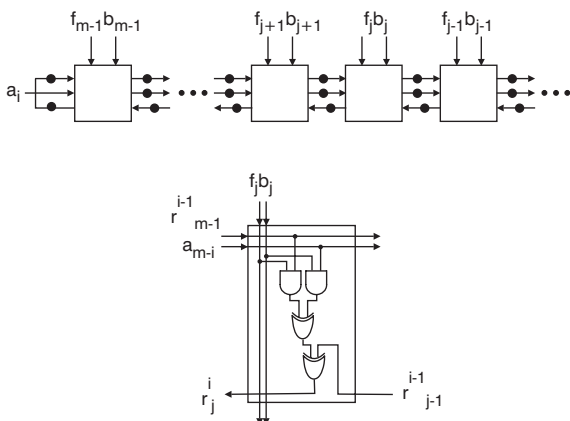 f_{m-1}b_{m-1} f_{j+1}b_{j+1} f_jb_j f_{j-1}b_{j-1}
a_i
f_jb_j
r^{i-1}_{m-1}
a_{m-i}
r^i_j r^{i-1}_{j-1}